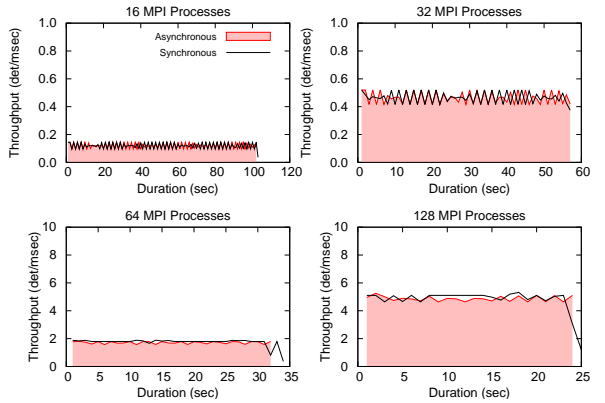 16 MPI Processes
Throughput (det/msec)
1.0
0.8
0.6
0.4
0.2
0.0
Asynchronous
Synchronous
0 20 40 60 80 100 120
Duration (sec)
32 MPI Processes
Throughput (det/msec)
1.0
0.8
0.6
0.4
0.2
0.0
0 10 20 30 40 50 60
Duration (sec)
64 MPI Processes
Throughput (det/msec)
10
8
6
4
2
0
0 5 10 15 20 25 30 35
Duration (sec)
128 MPI Processes
Throughput (det/msec)
10
8
6
4
2
0
0 5 10 15 20 25
Duration (sec)